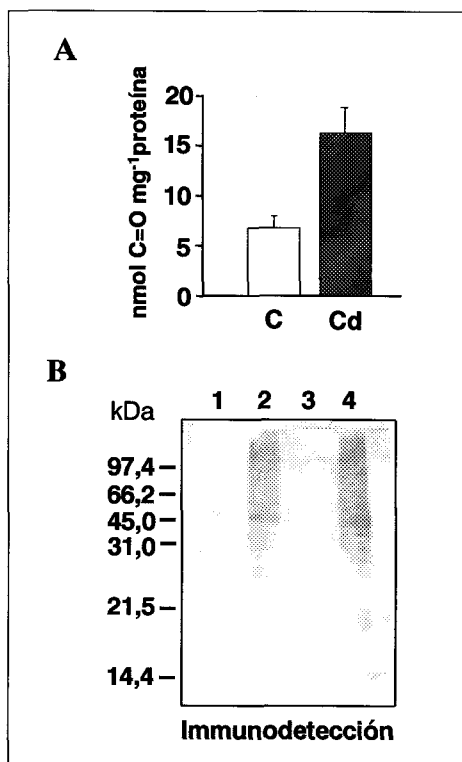 A
nmol C=O mg⁻¹proteína
20
15
10
5
0
C Cd
B
kDa 1 2 3 4
97,4
66,2
45,0
31,0
21,5
14,4
Immunodetección